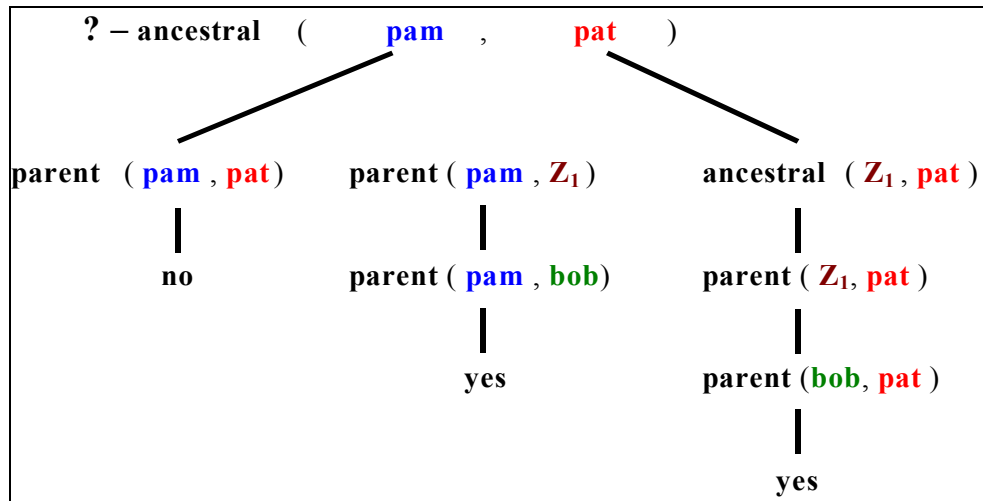 ? – ancestral ( pam , pat )
parent ( pam , pat ) parent ( pam , Z₁ ) ancestral ( Z₁ , pat )
no parent ( pam , bob) parent ( Z₁, pat )
yes parent (bob, pat )
yes